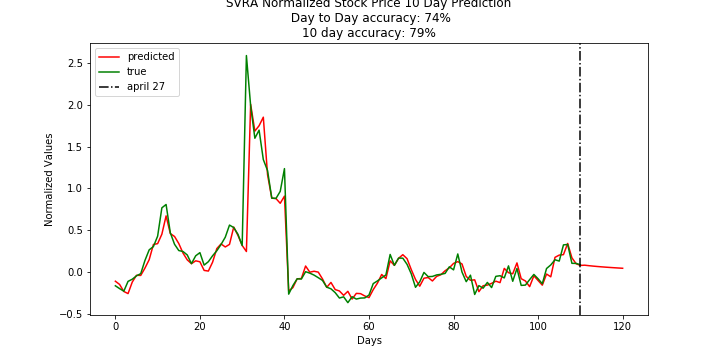 SVRA Normalized Stock Price 10 Day Prediction
Day to Day accuracy: 74%
10 day accuracy: 79%
predicted
true
april 27
Normalized Values
2.5
2.0
1.5
1.0
0.5
0.0
−0.5
0
20
40
60
80
100
120
Days